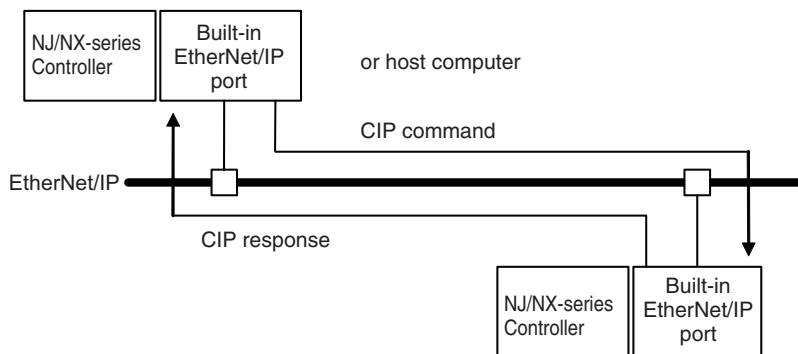 NJ/NX-series
Controller
Built-in
EtherNet/IP
port
or host computer
CIP command
EtherNet/IP
CIP response
NJ/NX-series
Controller
Built-in
EtherNet/IP
port